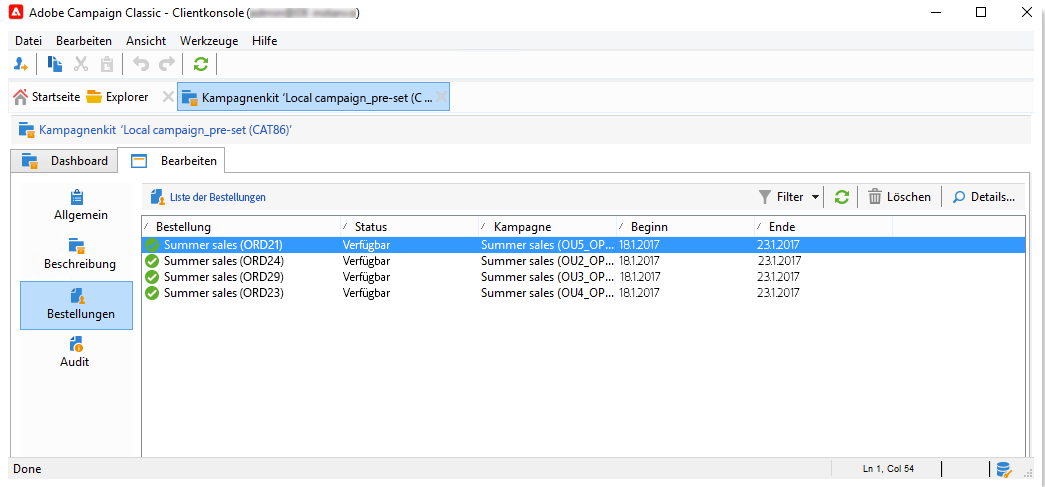 Adobe Campaign Classic - Clientkonsole ( )
Datei Bearbeiten Ansicht Werkzeuge Hilfe
Startseite Explorer Kampagnenkit ‘Local campaign_pre-set (C ...
Kampagnenkit ‘Local campaign_pre-set (CAT86)’
Dashboard Bearbeiten
Allgemein
Beschreibung
Bestellungen
Audit
Liste der Bestellungen Filter Löschen Details...
Bestellung Status Kampagne Beginn Ende
Summer sales (ORD21) Verfügbar Summer sales (OU5_OP... 18.1.2017 23.1.2017
Summer sales (ORD24) Verfügbar Summer sales (OU2_OP... 18.1.2017 23.1.2017
Summer sales (ORD29) Verfügbar Summer sales (OU3_OP... 18.1.2017 23.1.2017
Summer sales (ORD23) Verfügbar Summer sales (OU4_OP... 18.1.2017 23.1.2017
Done Ln 1, Col 54